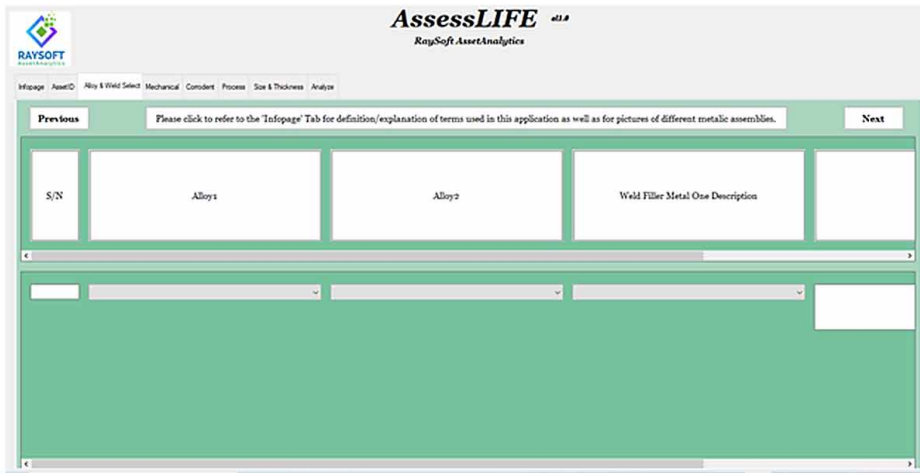 AssessLIFE v11.0
RaySoft AssetAnalytics
RAYSOFT
AssetAnalytics
Infopage AssetID Alloy & Weld Select Mechanical Corrodent Process Size & Thickness Analyze
Previous
Please click to refer to the 'Infopage' Tab for definition/explanation of terms used in this application as well as for pictures of different metalic assemblies.
Next
S/N
Alloy1
Alloy2
Weld Filler Metal One Description